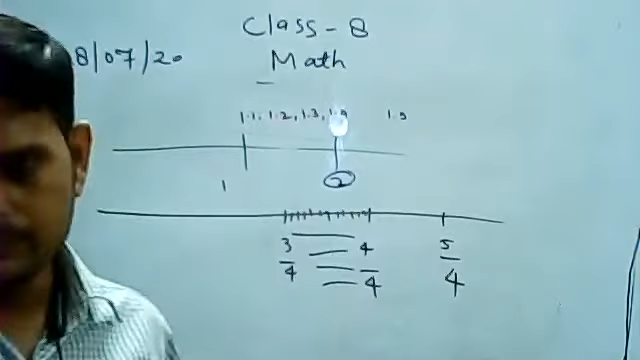 Class - 8
8/07/20
Math
1.1, 1.2, 1.3, 1.9 1.5
1 2
3/4 4/4 5/4